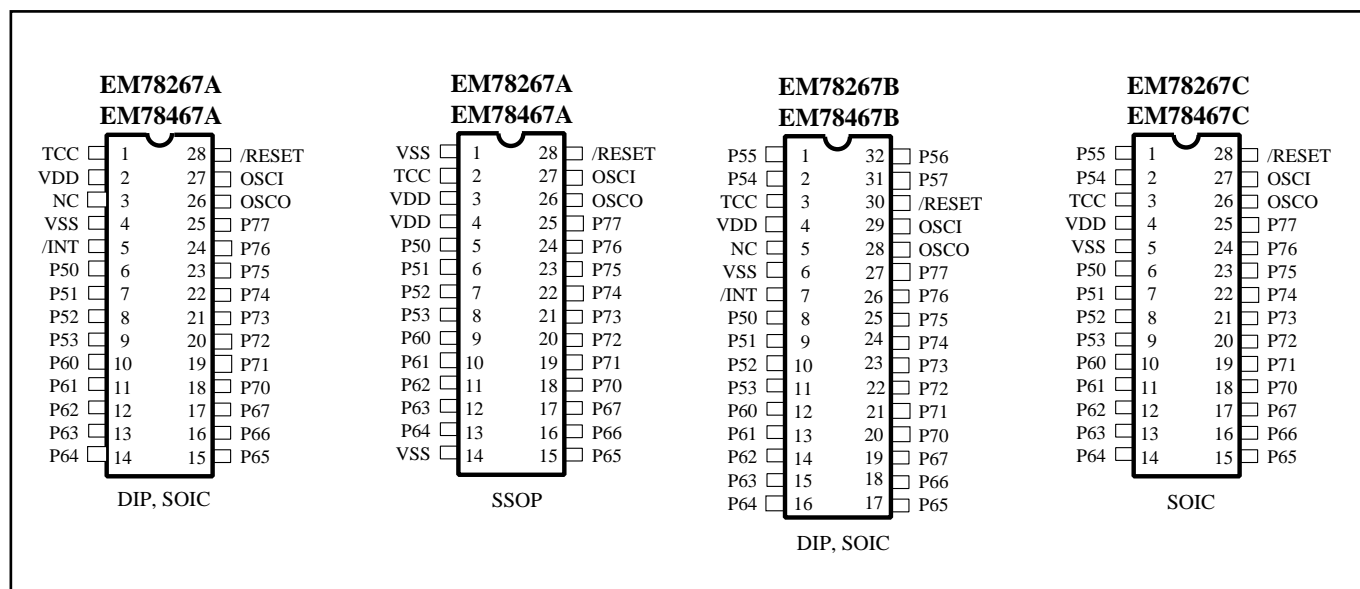 EM78267A
EM78467A
TCC 1 28 /RESET
VDD 2 27 OSCI
NC 3 26 OSCO
VSS 4 25 P77
/INT 5 24 P76
P50 6 23 P75
P51 7 22 P74
P52 8 21 P73
P53 9 20 P72
P60 10 19 P71
P61 11 18 P70
P62 12 17 P67
P63 13 16 P66
P64 14 15 P65
DIP, SOIC
EM78267A
EM78467A
VSS 1 28 /RESET
TCC 2 27 OSCI
VDD 3 26 OSCO
VDD 4 25 P77
P50 5 24 P76
P51 6 23 P75
P52 7 22 P74
P53 8 21 P73
P60 9 20 P72
P61 10 19 P71
P62 11 18 P70
P63 12 17 P67
P64 13 16 P66
VSS 14 15 P65
SSOP
EM78267B
EM78467B
P55 1 32 P56
P54 2 31 P57
TCC 3 30 /RESET
VDD 4 29 OSCI
NC 5 28 OSCO
VSS 6 27 P77
/INT 7 26 P76
P50 8 25 P75
P51 9 24 P74
P52 10 23 P73
P53 11 22 P72
P60 12 21 P71
P61 13 20 P70
P62 14 19 P67
P63 15 18 P66
P64 16 17 P65
DIP, SOIC
EM78267C
EM78467C
P55 1 28 /RESET
P54 2 27 OSCI
TCC 3 26 OSCO
VDD 4 25 P77
VSS 5 24 P76
P50 6 23 P75
P51 7 22 P74
P52 8 21 P73
P53 9 20 P72
P60 10 19 P71
P61 11 18 P70
P62 12 17 P67
P63 13 16 P66
P64 14 15 P65
SOIC